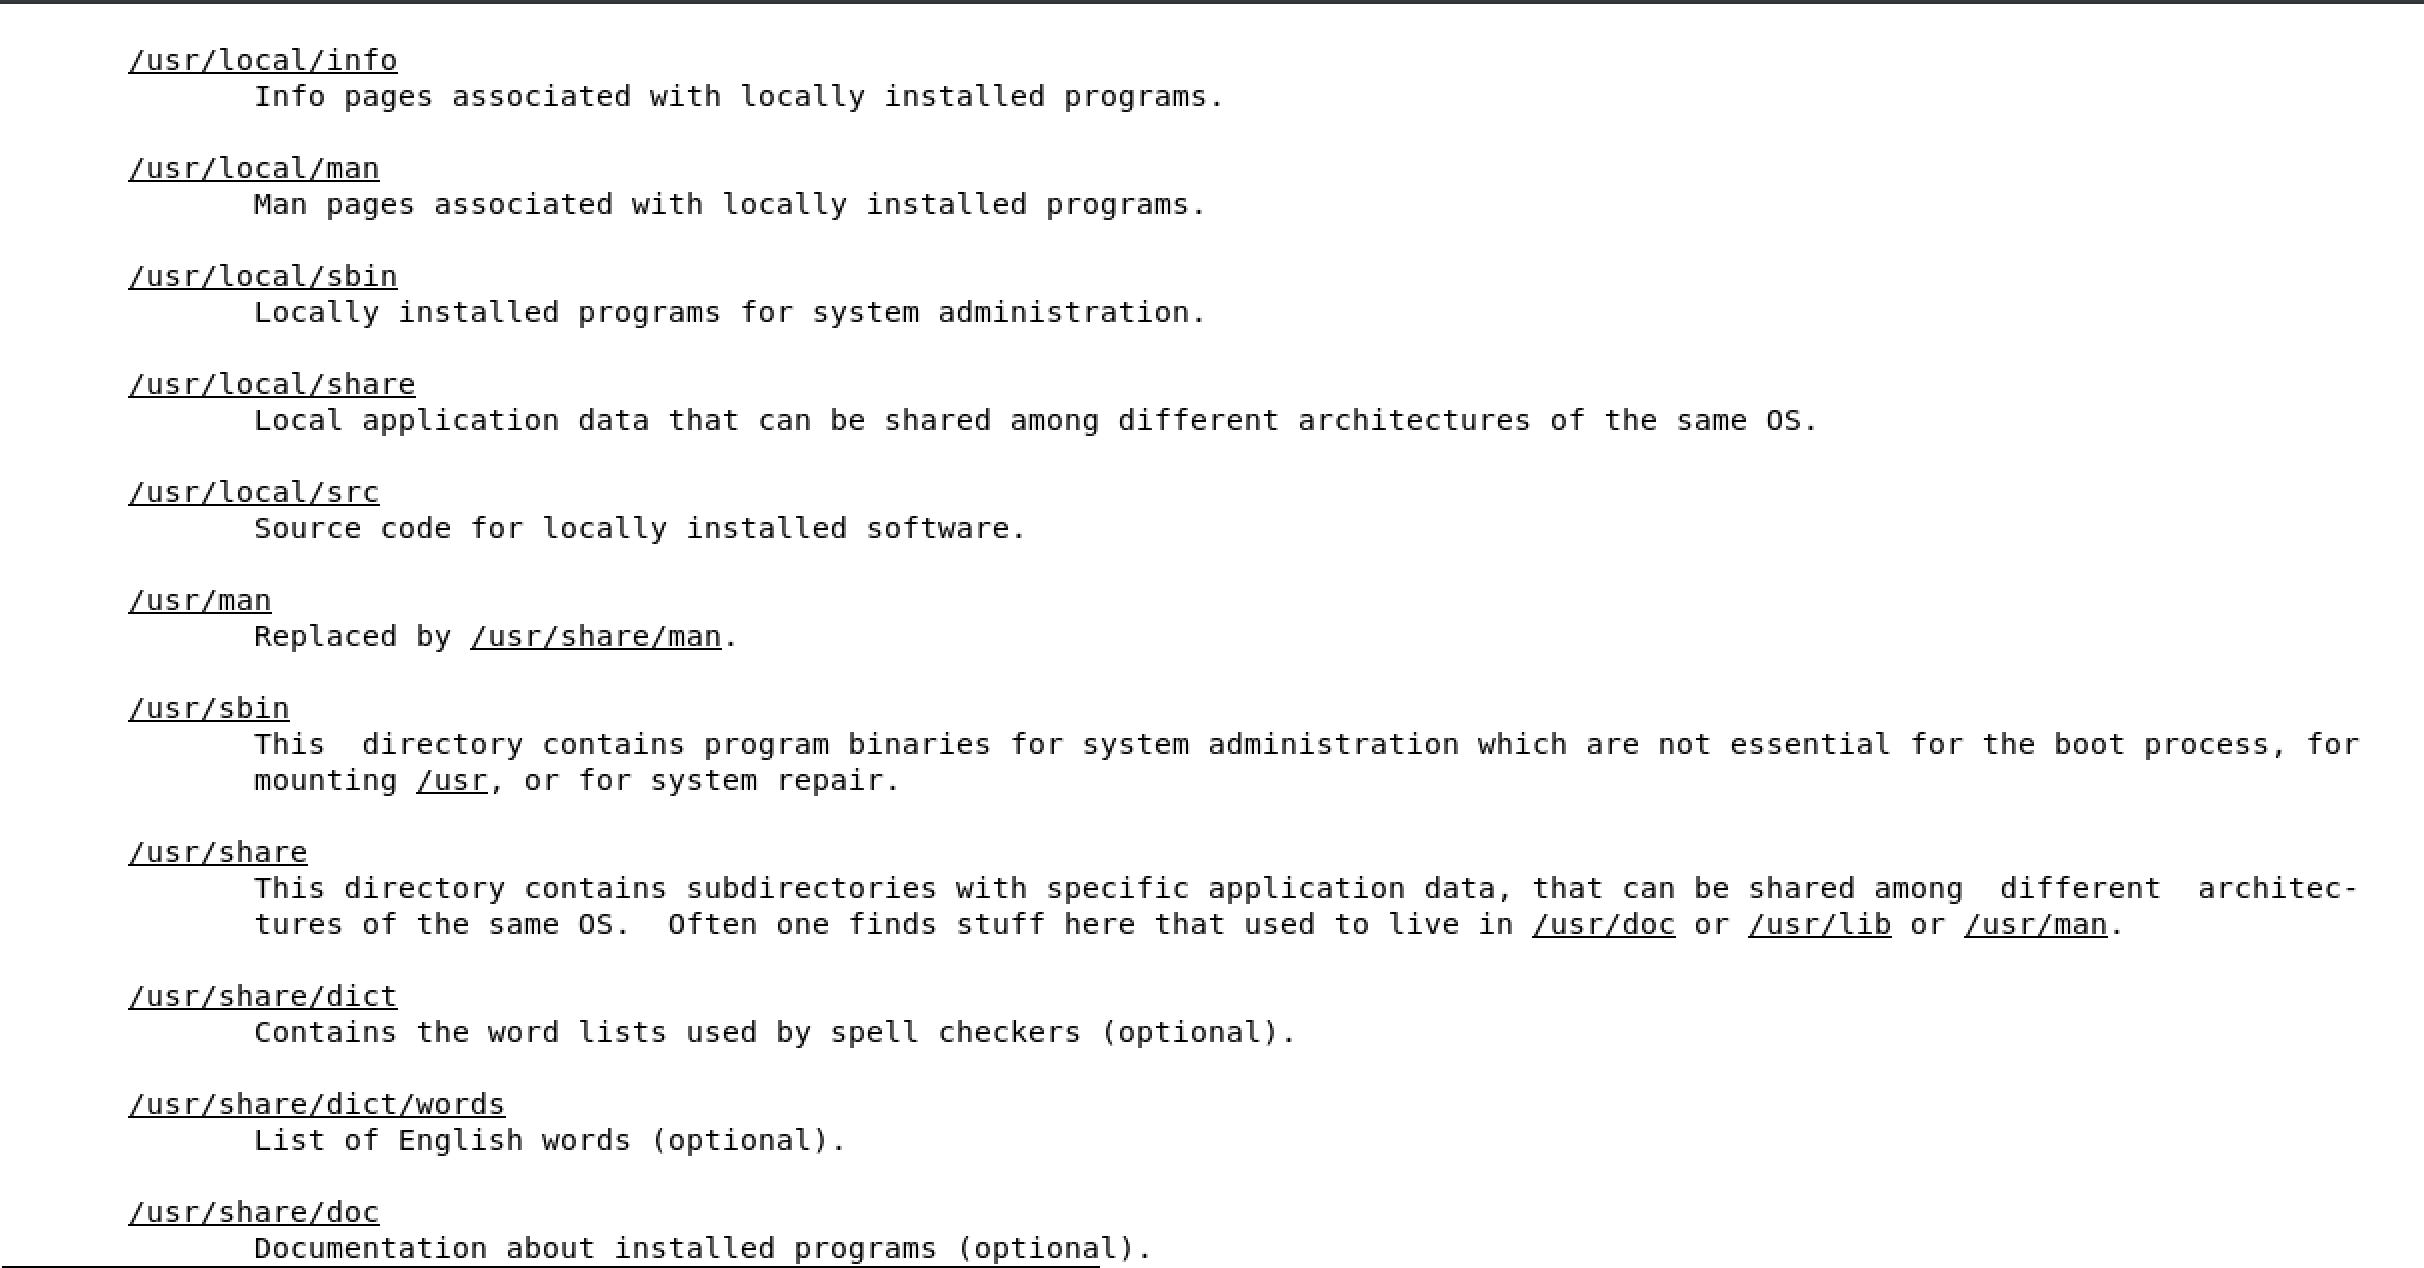 /usr/local/info
Info pages associated with locally installed programs.
/usr/local/man
Man pages associated with locally installed programs.
/usr/local/sbin
Locally installed programs for system administration.
/usr/local/share
Local application data that can be shared among different architectures of the same OS.
/usr/local/src
Source code for locally installed software.
/usr/man
Replaced by /usr/share/man.
/usr/sbin
This  directory contains program binaries for system administration which are not essential for the boot process, for
mounting /usr, or for system repair.
/usr/share
This directory contains subdirectories with specific application data, that can be shared among  different  architec-
tures of the same OS.  Often one finds stuff here that used to live in /usr/doc or /usr/lib or /usr/man.
/usr/share/dict
Contains the word lists used by spell checkers (optional).
/usr/share/dict/words
List of English words (optional).
/usr/share/doc
Documentation about installed programs (optional).